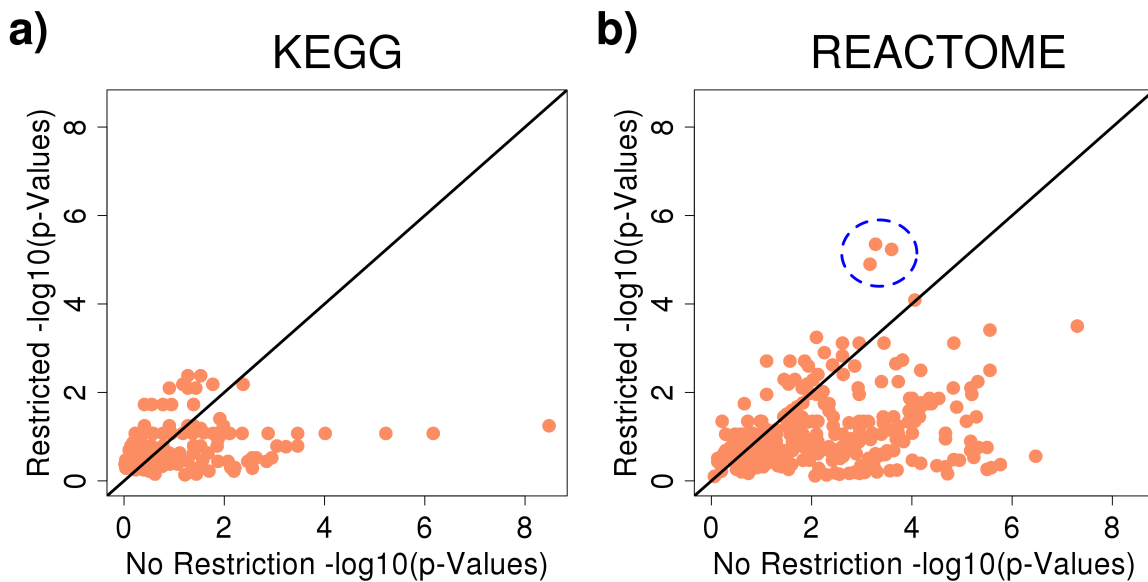 a)
KEGG
Restricted -log10(p-Values)
8
6
4
2
0
0 2 4 6 8
No Restriction -log10(p-Values)
b)
REACTOME
Restricted -log10(p-Values)
8
6
4
2
0
0 2 4 6 8
No Restriction -log10(p-Values)